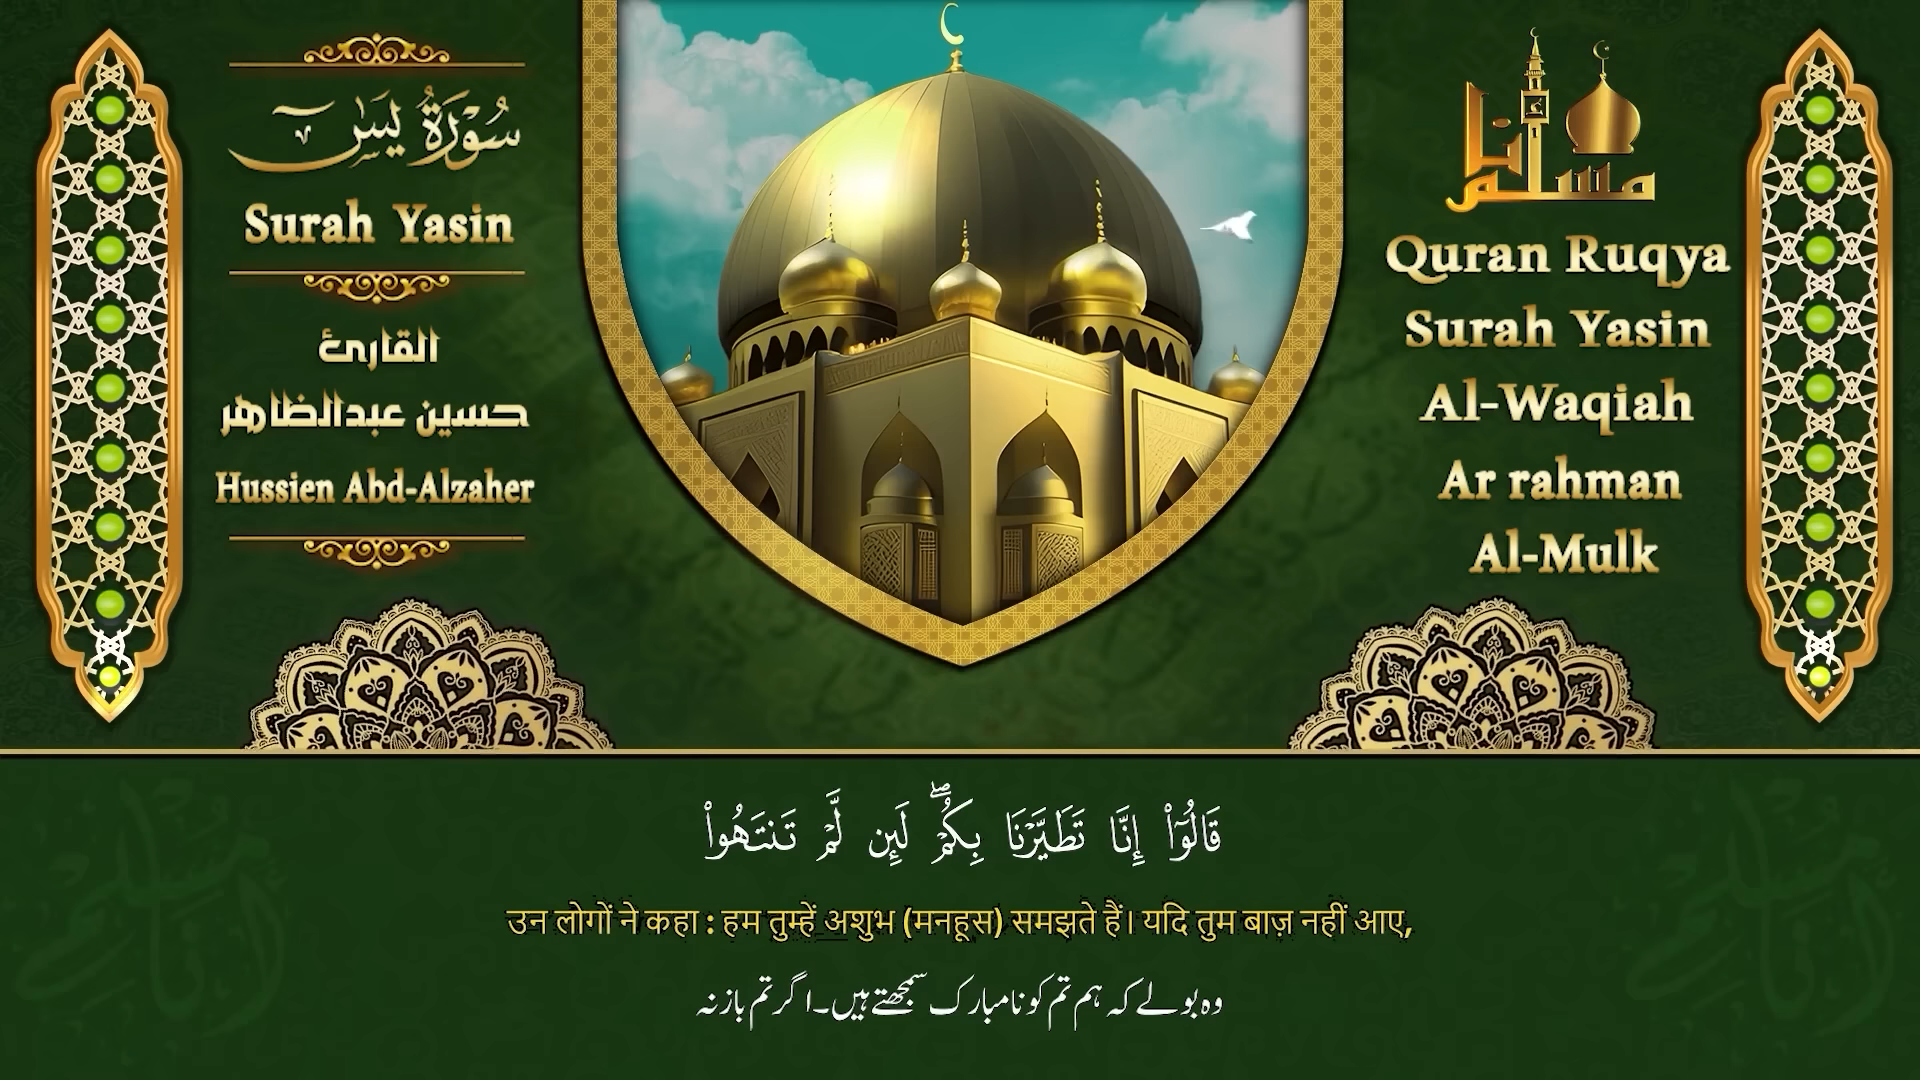 سُورَةُ يسٓ
Surah Yasin
القارئ
حسين عبدالظاهر
Hussien Abd-Alzaher
أنا مسلم
Quran Ruqya
Surah Yasin
Al-Waqiah
Ar rahman
Al-Mulk
قَالُوٓا۟ إِنَّا تَطَيَّرْنَا بِكُمْ ۖ لَئِن لَّمْ تَنتَهُوا۟
उन लोगों ने कहा : हम तुम्हें अशुभ (मनहूस) समझते हैं। यदि तुम बाज़ नहीं आए,
وہ بولے کہ ہم تم کو نامبارک سمجھتے ہیں۔ اگر تم باز نہ